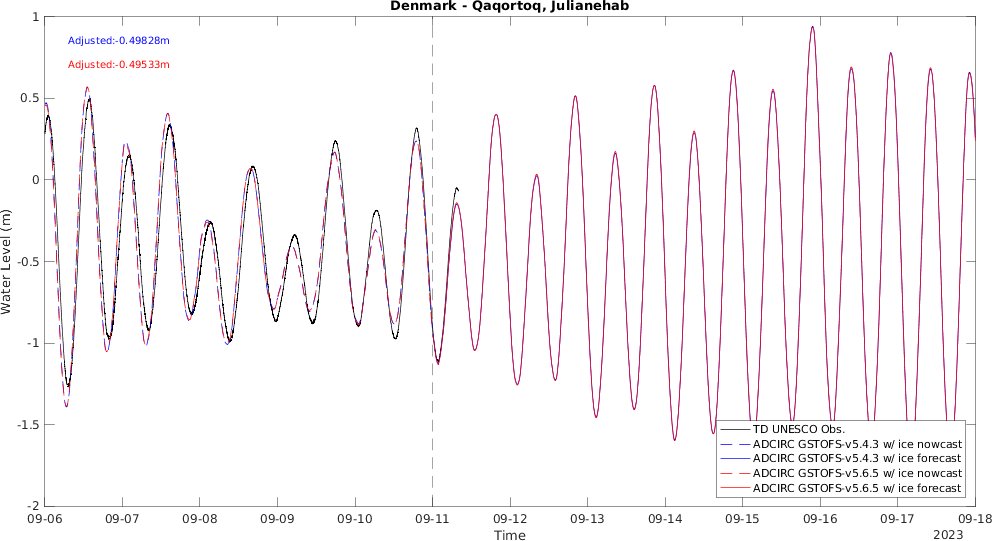 Denmark - Qaqortoq, Julianehab
Adjusted:-0.49828m
Adjusted:-0.49533m
1
0.5
0
-0.5
-1
-1.5
-2
Water Level (m)
TD UNESCO Obs.
ADCIRC GSTOFS-v5.4.3 w/ ice nowcast
ADCIRC GSTOFS-v5.4.3 w/ ice forecast
ADCIRC GSTOFS-v5.6.5 w/ ice nowcast
ADCIRC GSTOFS-v5.6.5 w/ ice forecast
09-06 09-07 09-08 09-09 09-10 09-11 09-12 09-13 09-14 09-15 09-16 09-17 09-18
Time
2023